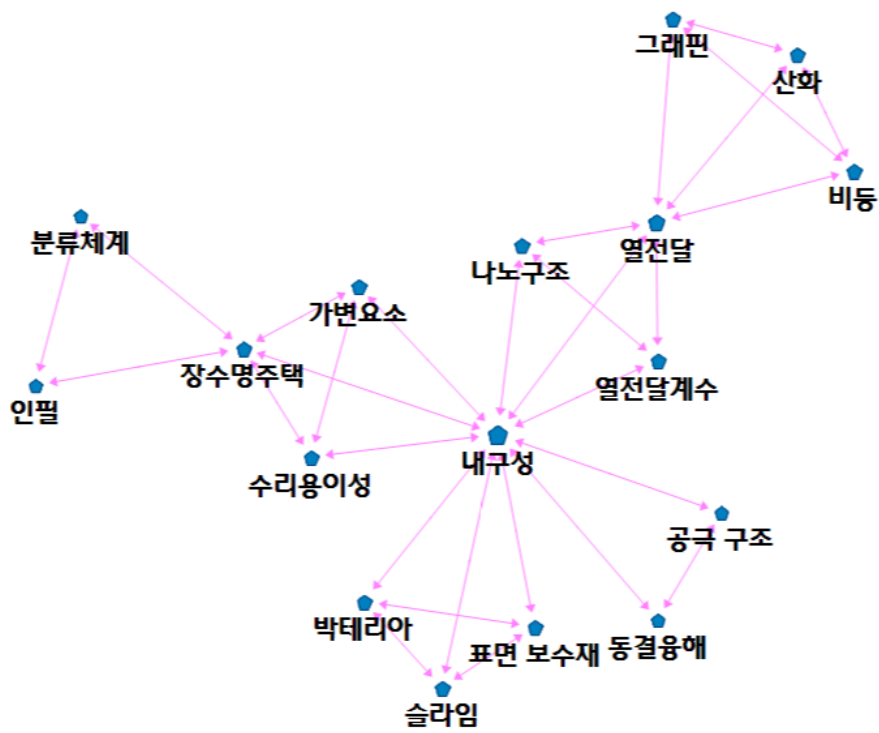 그래핀
산화
비등
분류체계
열전달
나노구조
가변요소
장수명주택
열전달계수
인필
내구성
수리용이성
공극 구조
박테리아
표면 보수재
동결융해
슬라임